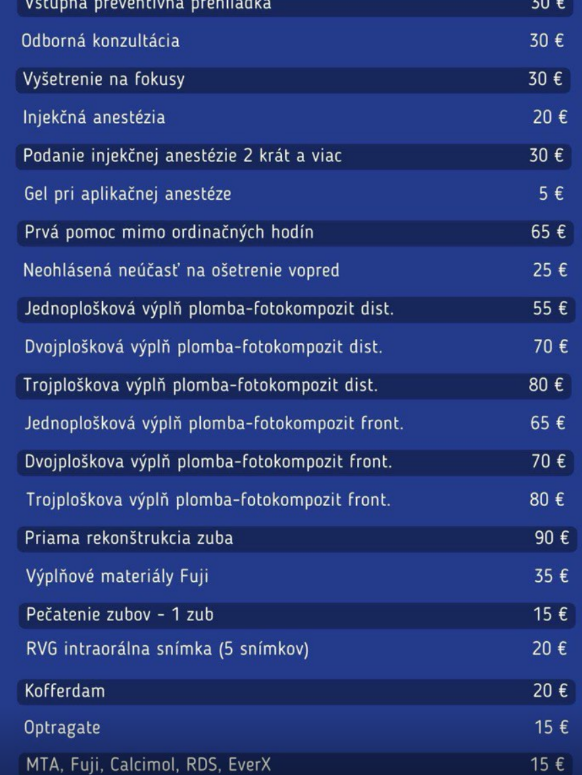 Vstupná preventívna prehliadka 30 €
Odborná konzultácia 30 €
Vyšetrenie na fokusy 30 €
Injekčná anestézia 20 €
Podanie injekčnej anestézie 2 krát a viac 30 €
Gel pri aplikačnej anestéze 5 €
Prvá pomoc mimo ordinačných hodín 65 €
Neohlásená neúčasť na ošetrenie vopred 25 €
Jednoplošková výplň plomba-fotokompozit dist. 55 €
Dvojplošková výplň plomba-fotokompozit dist. 70 €
Trojploškova výplň plomba-fotokompozit dist. 80 €
Jednoplošková výplň plomba-fotokompozit front. 65 €
Dvojploškova výplň plomba-fotokompozit front. 70 €
Trojploškova výplň plomba-fotokompozit front. 80 €
Priama rekonštrukcia zuba 90 €
Výplňové materiály Fuji 35 €
Pečatenie zubov - 1 zub 15 €
RVG intraorálna snímka (5 snímkov) 20 €
Kofferdam 20 €
Optragate 15 €
MTA, Fuji, Calcimol, RDS, EverX 15 €